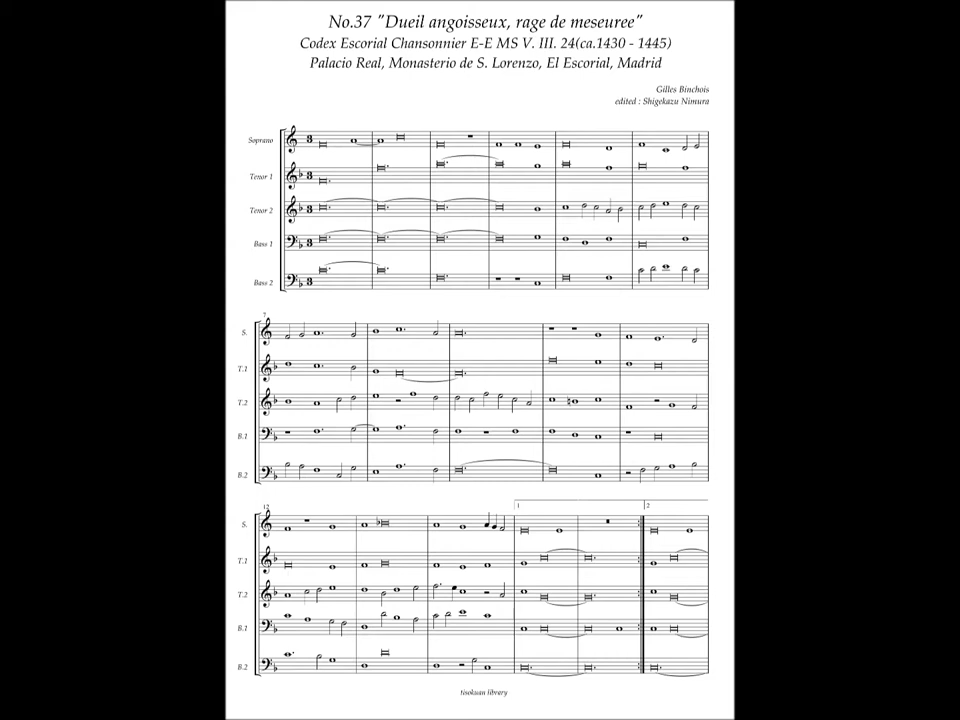 No.37 "Dueil angoisseux, rage de meseuree"
Codex Escorial Chansonnier E-E MS V. III. 24(ca.1430 - 1445)
Palacio Real, Monasterio de S. Lorenzo, El Escorial, Madrid
Gilles Binchois
edited : Shigekazu Nimura
Soprano
Tenor 1
Tenor 2
Bass 1
Bass 2
7
S.
T.1
T.2
B.1
B.2
12
1
2
S.
T.1
T.2
B.1
B.2
tisokuan library